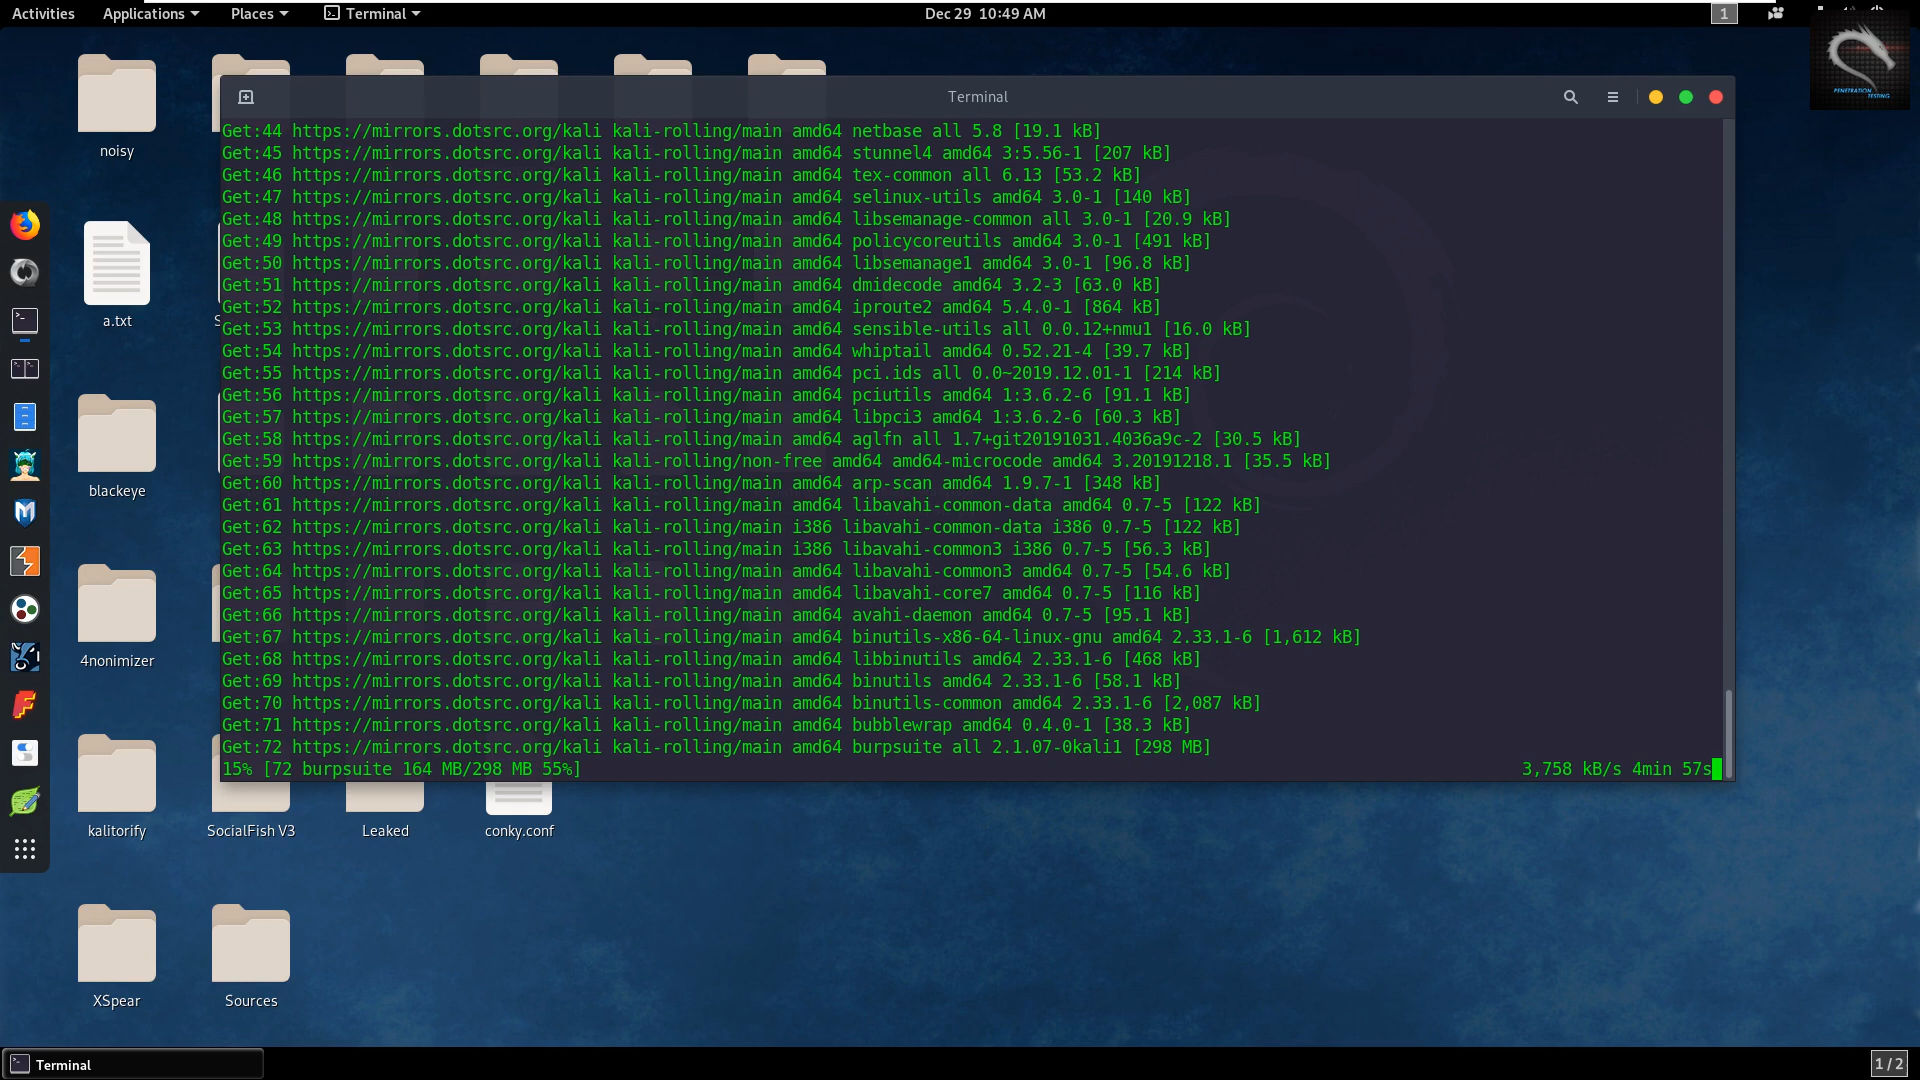 Activities Applications Places Terminal Dec 29 10:49 AM 1
PENETRATION
TESTING
Terminal
noisy
a.txt
S
blackeye
4nonimizer
kalitorify
SocialFish V3
Leaked
conky.conf
XSpear
Sources
Get:44 https://mirrors.dotsrc.org/kali kali-rolling/main amd64 netbase all 5.8 [19.1 kB]
Get:45 https://mirrors.dotsrc.org/kali kali-rolling/main amd64 stunnel4 amd64 3:5.56-1 [207 kB]
Get:46 https://mirrors.dotsrc.org/kali kali-rolling/main amd64 tex-common all 6.13 [53.2 kB]
Get:47 https://mirrors.dotsrc.org/kali kali-rolling/main amd64 selinux-utils amd64 3.0-1 [140 kB]
Get:48 https://mirrors.dotsrc.org/kali kali-rolling/main amd64 libsemanage-common all 3.0-1 [20.9 kB]
Get:49 https://mirrors.dotsrc.org/kali kali-rolling/main amd64 policycoreutils amd64 3.0-1 [491 kB]
Get:50 https://mirrors.dotsrc.org/kali kali-rolling/main amd64 libsemanage1 amd64 3.0-1 [96.8 kB]
Get:51 https://mirrors.dotsrc.org/kali kali-rolling/main amd64 dmidecode amd64 3.2-3 [63.0 kB]
Get:52 https://mirrors.dotsrc.org/kali kali-rolling/main amd64 iproute2 amd64 5.4.0-1 [864 kB]
Get:53 https://mirrors.dotsrc.org/kali kali-rolling/main amd64 sensible-utils all 0.0.12+nmu1 [16.0 kB]
Get:54 https://mirrors.dotsrc.org/kali kali-rolling/main amd64 whiptail amd64 0.52.21-4 [39.7 kB]
Get:55 https://mirrors.dotsrc.org/kali kali-rolling/main amd64 pci.ids all 0.0~2019.12.01-1 [214 kB]
Get:56 https://mirrors.dotsrc.org/kali kali-rolling/main amd64 pciutils amd64 1:3.6.2-6 [91.1 kB]
Get:57 https://mirrors.dotsrc.org/kali kali-rolling/main amd64 libpci3 amd64 1:3.6.2-6 [60.3 kB]
Get:58 https://mirrors.dotsrc.org/kali kali-rolling/main amd64 aglfn all 1.7+git20191031.4036a9c-2 [30.5 kB]
Get:59 https://mirrors.dotsrc.org/kali kali-rolling/non-free amd64 amd64-microcode amd64 3.20191218.1 [35.5 kB]
Get:60 https://mirrors.dotsrc.org/kali kali-rolling/main amd64 arp-scan amd64 1.9.7-1 [348 kB]
Get:61 https://mirrors.dotsrc.org/kali kali-rolling/main amd64 libavahi-common-data amd64 0.7-5 [122 kB]
Get:62 https://mirrors.dotsrc.org/kali kali-rolling/main i386 libavahi-common-data i386 0.7-5 [122 kB]
Get:63 https://mirrors.dotsrc.org/kali kali-rolling/main i386 libavahi-common3 i386 0.7-5 [56.3 kB]
Get:64 https://mirrors.dotsrc.org/kali kali-rolling/main amd64 libavahi-common3 amd64 0.7-5 [54.6 kB]
Get:65 https://mirrors.dotsrc.org/kali kali-rolling/main amd64 libavahi-core7 amd64 0.7-5 [116 kB]
Get:66 https://mirrors.dotsrc.org/kali kali-rolling/main amd64 avahi-daemon amd64 0.7-5 [95.1 kB]
Get:67 https://mirrors.dotsrc.org/kali kali-rolling/main amd64 binutils-x86-64-linux-gnu amd64 2.33.1-6 [1,612 kB]
Get:68 https://mirrors.dotsrc.org/kali kali-rolling/main amd64 libbinutils amd64 2.33.1-6 [468 kB]
Get:69 https://mirrors.dotsrc.org/kali kali-rolling/main amd64 binutils amd64 2.33.1-6 [58.1 kB]
Get:70 https://mirrors.dotsrc.org/kali kali-rolling/main amd64 binutils-common amd64 2.33.1-6 [2,087 kB]
Get:71 https://mirrors.dotsrc.org/kali kali-rolling/main amd64 bubblewrap amd64 0.4.0-1 [38.3 kB]
Get:72 https://mirrors.dotsrc.org/kali kali-rolling/main amd64 burpsuite all 2.1.07-0kali1 [298 MB]
15% [72 burpsuite 164 MB/298 MB 55%] 3,758 kB/s 4min 57s
Terminal
1 / 2